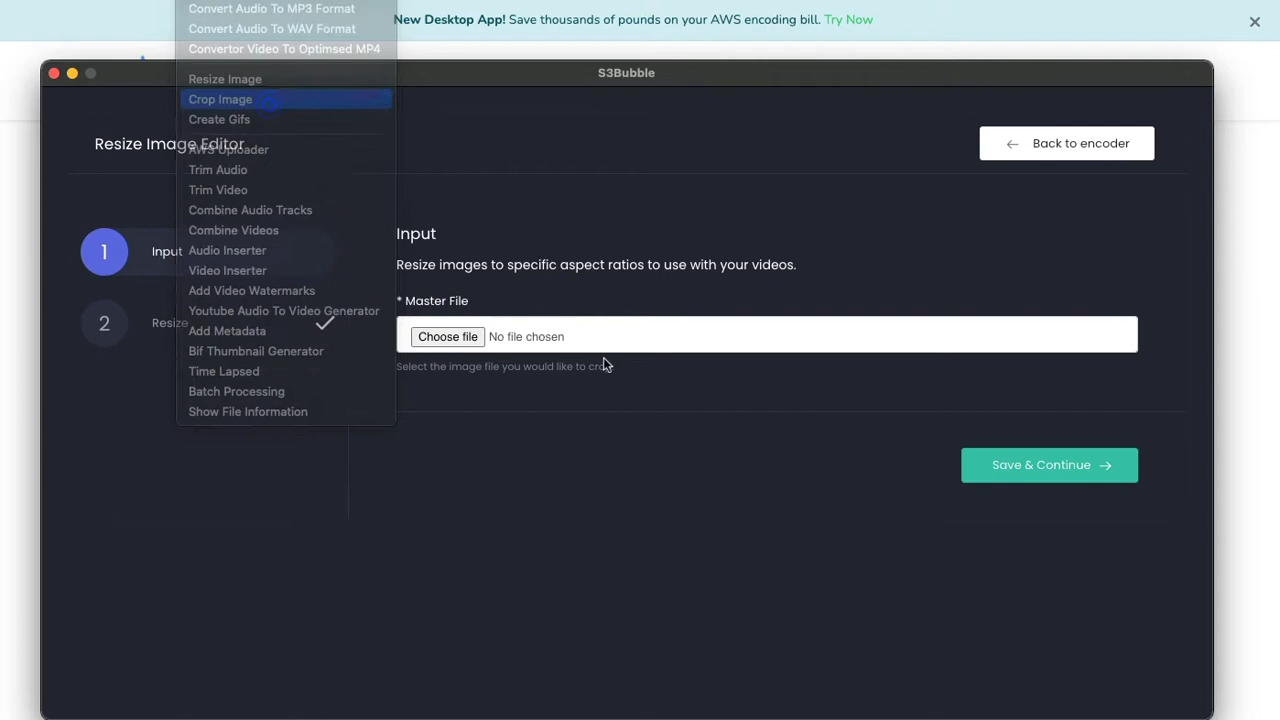 New Desktop App! Save thousands of pounds on your AWS encoding bill. Try Now
Convert Audio To MP3 Format
Convert Audio To WAV Format
Convertor Video To Optimsed MP4
Resize Image
Crop Image
Create Gifs
AWS Uploader
Trim Audio
Trim Video
Combine Audio Tracks
Combine Videos
Audio Inserter
Video Inserter
Add Video Watermarks
Youtube Audio To Video Generator
Add Metadata
Bif Thumbnail Generator
Time Lapsed
Batch Processing
Show File Information
S3Bubble
Resize Image Editor
Back to encoder
1 Input
2 Resize
Input
Resize images to specific aspect ratios to use with your videos.
* Master File
Choose file No file chosen
Select the image file you would like to crop
Save & Continue